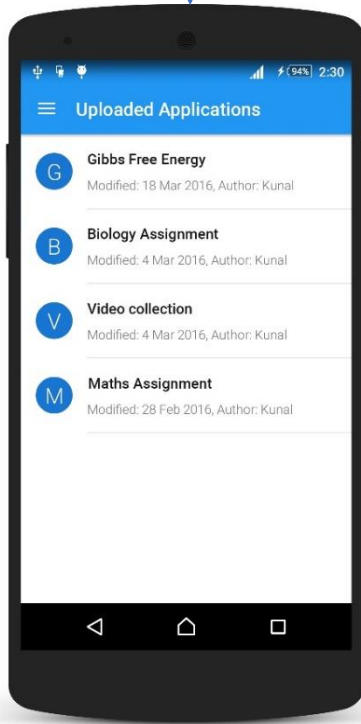 94% 2:30
Uploaded Applications
G
Gibbs Free Energy
Modified: 18 Mar 2016, Author: Kunal
B
Biology Assignment
Modified: 4 Mar 2016, Author: Kunal
V
Video collection
Modified: 4 Mar 2016, Author: Kunal
M
Maths Assignment
Modified: 28 Feb 2016, Author: Kunal